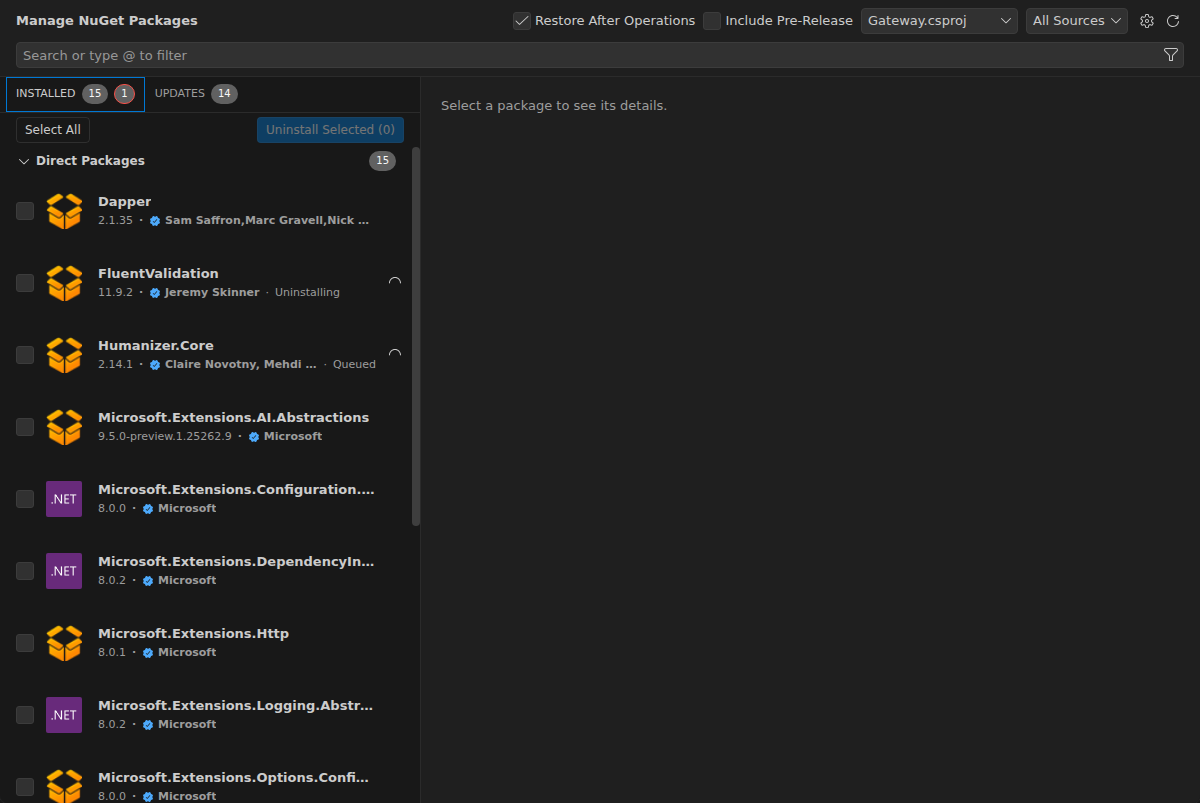 Manage NuGet Packages
Restore After Operations
Include Pre-Release
Gateway.csproj
All Sources
Search or type @ to filter
INSTALLED 15 1 UPDATES 14
Select All
Uninstall Selected (0)
Direct Packages 15
Dapper
2.1.35 · Sam Saffron,Marc Gravell,Nick ...
FluentValidation
11.9.2 · Jeremy Skinner · Uninstalling
Humanizer.Core
2.14.1 · Claire Novotny, Mehdi ... · Queued
Microsoft.Extensions.AI.Abstractions
9.5.0-preview.1.25262.9 · Microsoft
.NET
Microsoft.Extensions.Configuration....
8.0.0 · Microsoft
.NET
Microsoft.Extensions.DependencyIn...
8.0.2 · Microsoft
Microsoft.Extensions.Http
8.0.1 · Microsoft
.NET
Microsoft.Extensions.Logging.Abstr...
8.0.2 · Microsoft
Microsoft.Extensions.Options.Confi...
8.0.0 · Microsoft
Select a package to see its details.